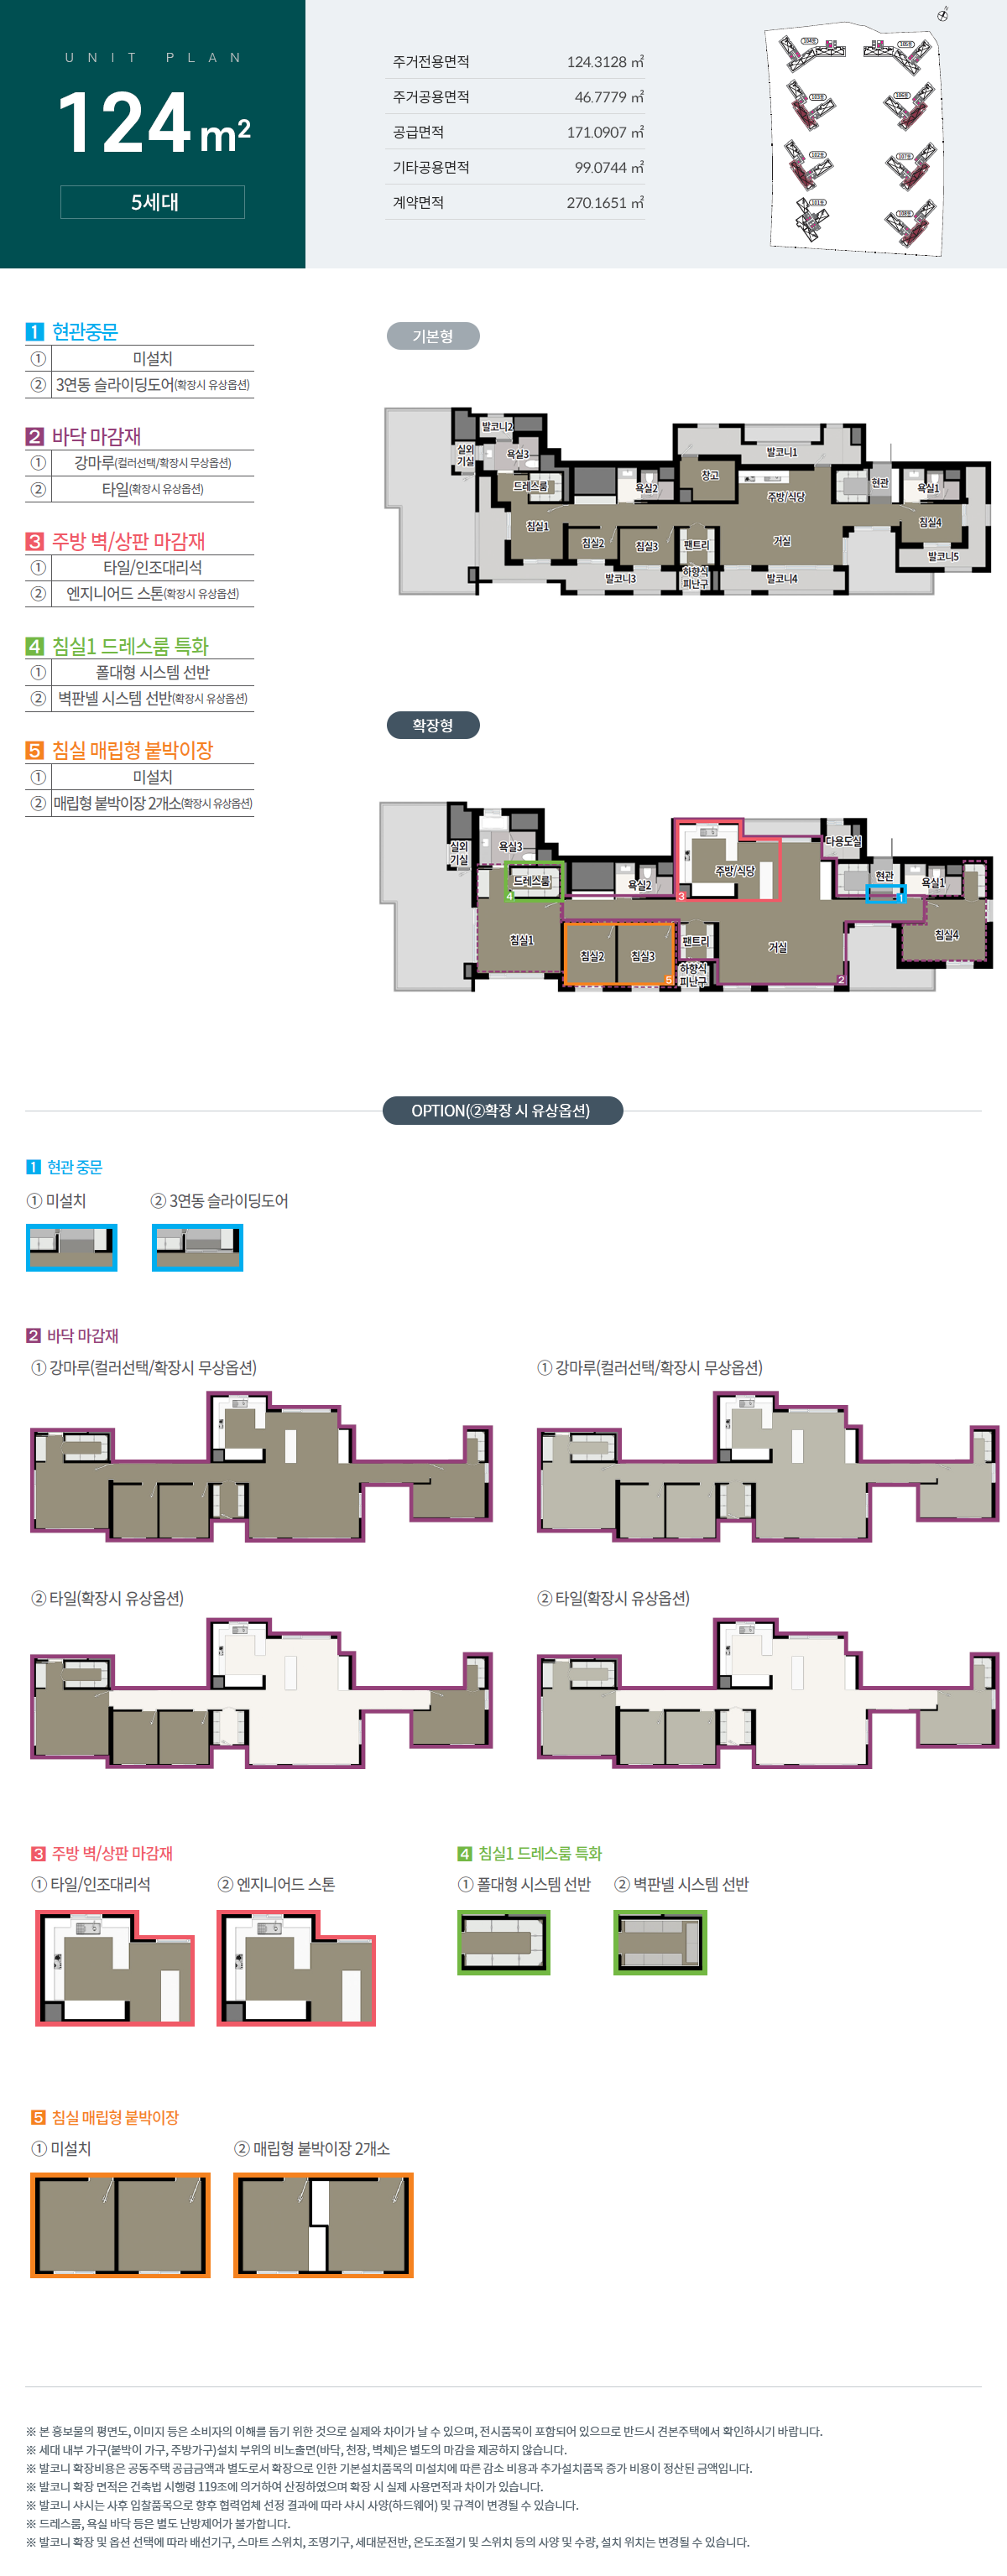 UNIT PLAN
124 m²
5세대
주거전용면적 124.3128 ㎡
주거공용면적 46.7779 ㎡
공급면적 171.0907 ㎡
기타공용면적 99.0744 ㎡
계약면적 270.1651 ㎡
104동 105동
103동 106동
102동 107동
101동 108동
1 현관중문
① 미설치
② 3연동 슬라이딩도어(확장시 유상옵션)
2 바닥 마감재
① 강마루(컬러선택/확장시 무상옵션)
② 타일(확장시 유상옵션)
3 주방 벽/상판 마감재
① 타일/인조대리석
② 엔지니어드 스톤(확장시 유상옵션)
4 침실1 드레스룸 특화
① 폴대형 시스템 선반
② 벽판넬 시스템 선반(확장시 유상옵션)
5 침실 매립형 붙박이장
① 미설치
② 매립형 붙박이장 2개소(확장시 유상옵션)
기본형
발코니2
실외
기실
욕실3
발코니1
드레스룸
욕실2
창고
주방/식당
현관
욕실1
침실1
침실2
침실3
팬트리
거실
침실4
발코니3
하향식
피난구
발코니4
발코니5
확장형
실외
기실
욕실3
다용도실
드레스룸
4
욕실2
주방/식당
3
현관
1
욕실1
침실1
침실2
침실3
5
팬트리
하향식
피난구
거실
2
침실4
OPTION(②확장 시 유상옵션)
1 현관 중문
① 미설치 ② 3연동 슬라이딩도어
2 바닥 마감재
① 강마루(컬러선택/확장시 무상옵션) ① 강마루(컬러선택/확장시 무상옵션)
② 타일(확장시 유상옵션) ② 타일(확장시 유상옵션)
3 주방 벽/상판 마감재
① 타일/인조대리석 ② 엔지니어드 스톤
4 침실1 드레스룸 특화
① 폴대형 시스템 선반 ② 벽판넬 시스템 선반
5 침실 매립형 붙박이장
① 미설치 ② 매립형 붙박이장 2개소
※ 본 홍보물의 평면도, 이미지 등은 소비자의 이해를 돕기 위한 것으로 실제와 차이가 날 수 있으며, 전시품목이 포함되어 있으므로 반드시 견본주택에서 확인하시기 바랍니다.
※ 세대 내부 가구(붙박이 가구, 주방가구)설치 부위의 비노출면(바닥, 천장, 벽체)은 별도의 마감을 제공하지 않습니다.
※ 발코니 확장비용은 공동주택 공급금액과 별도로서 확장으로 인한 기본설치품목의 미설치에 따른 감소 비용과 추가설치품목 증가 비용이 정산된 금액입니다.
※ 발코니 확장 면적은 건축법 시행령 119조에 의거하여 산정하였으며 확장 시 실제 사용면적과 차이가 있습니다.
※ 발코니 샤시는 사후 입찰품목으로 향후 협력업체 선정 결과에 따라 샤시 사양(하드웨어) 및 규격이 변경될 수 있습니다.
※ 드레스룸, 욕실 바닥 등은 별도 난방제어가 불가합니다.
※ 발코니 확장 및 옵션 선택에 따라 배선기구, 스마트 스위치, 조명기구, 세대분전반, 온도조절기 및 스위치 등의 사양 및 수량, 설치 위치는 변경될 수 있습니다.